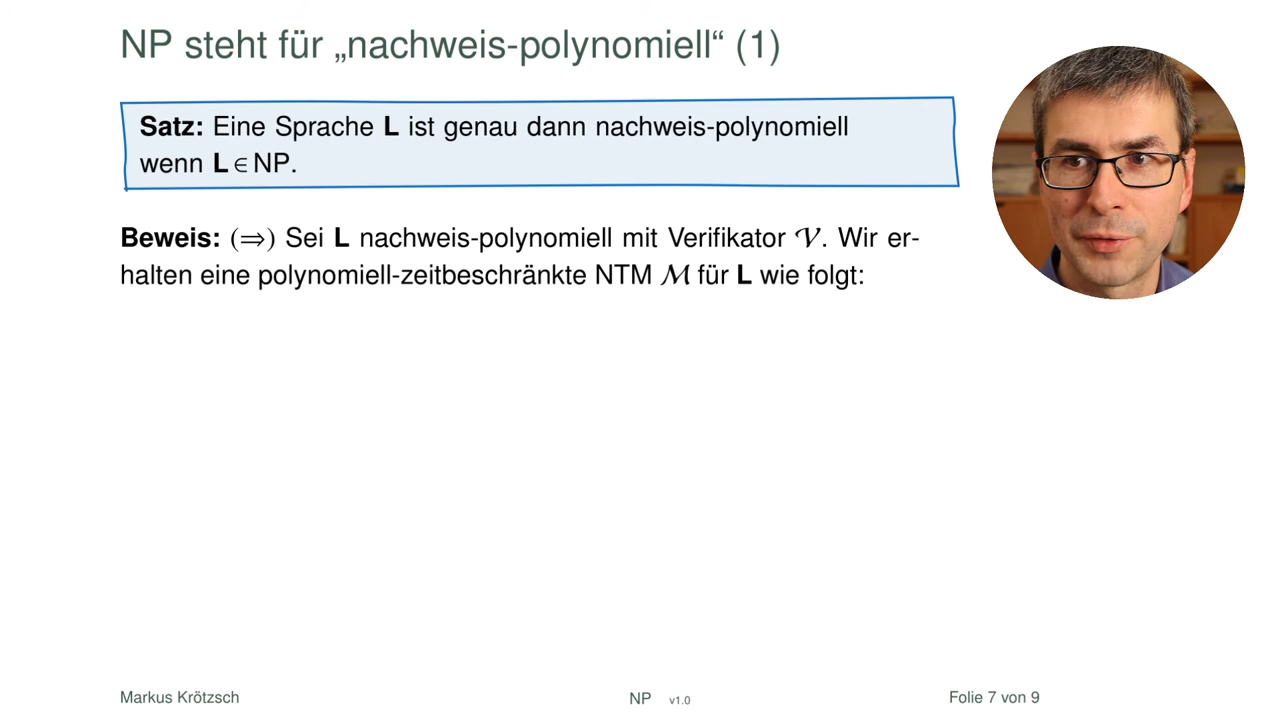 NP steht für „nachweis-polynomiell“ (1)
Satz: Eine Sprache L ist genau dann nachweis-polynomiell
wenn L ∈ NP.
Beweis: (⇒) Sei L nachweis-polynomiell mit Verifikator 𝒱. Wir er-
halten eine polynomiell-zeitbeschränkte NTM ℳ für L wie folgt:
Markus Krötzsch NP v1.0 Folie 7 von 9